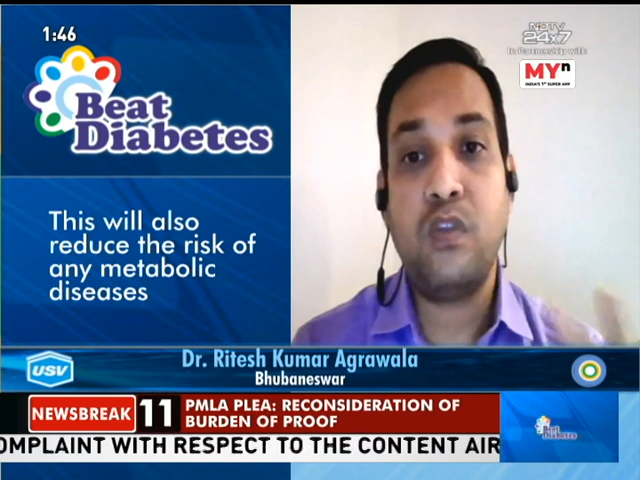 1:46
NDTV
24x7
In Partnership with
MYn
INDIA'S 1ST SUPER APP
Beat
Diabetes
This will also
reduce the risk of
any metabolic
diseases
Dr. Ritesh Kumar Agrawala
Bhubaneswar
USV
NEWSBREAK 11 PMLA PLEA: RECONSIDERATION OF
BURDEN OF PROOF
OMPLAINT WITH RESPECT TO THE CONTENT AIR
Beat
Diabetes